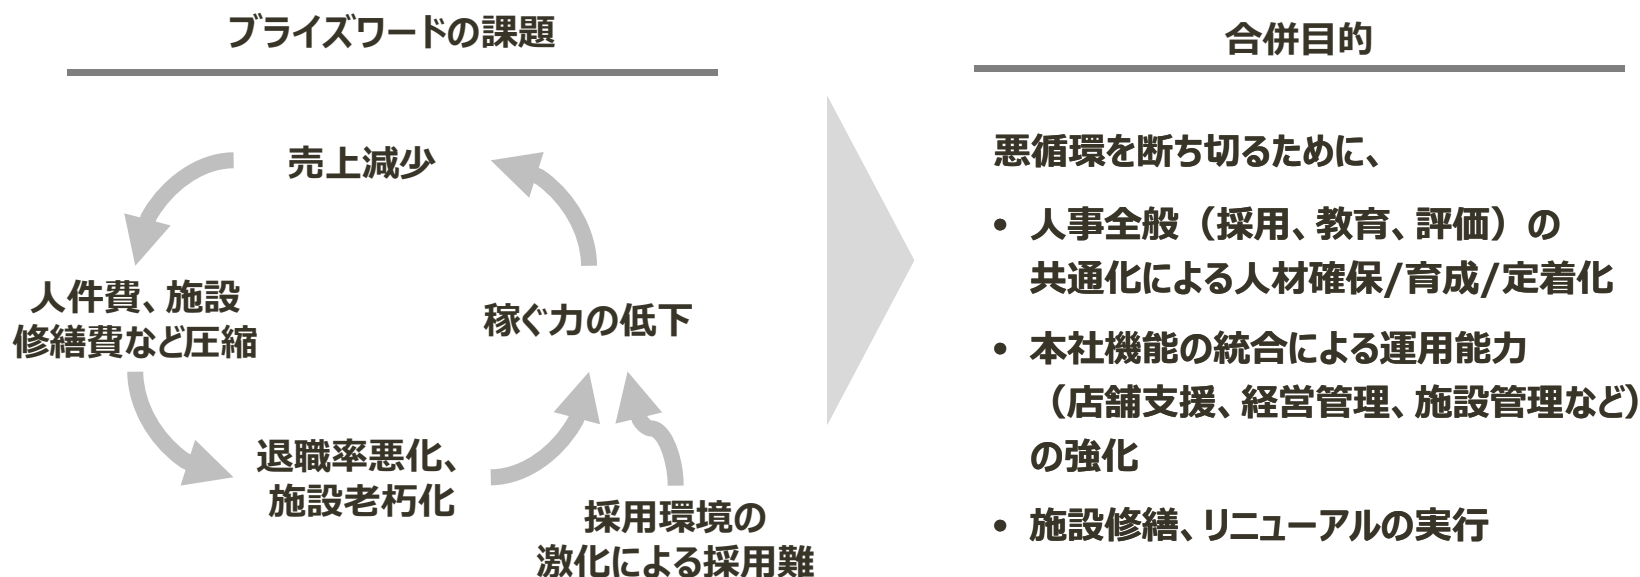 ブライズワードの課題
売上減少
人件費、施設
修繕費など圧縮
稼ぐ力の低下
退職率悪化、
施設老朽化
採用環境の
激化による採用難
合併目的
悪循環を断ち切るために、
• 人事全般（採用、教育、評価）の
共通化による人材確保/育成/定着化
• 本社機能の統合による運用能力
（店舗支援、経営管理、施設管理など）
の強化
• 施設修繕、リニューアルの実行